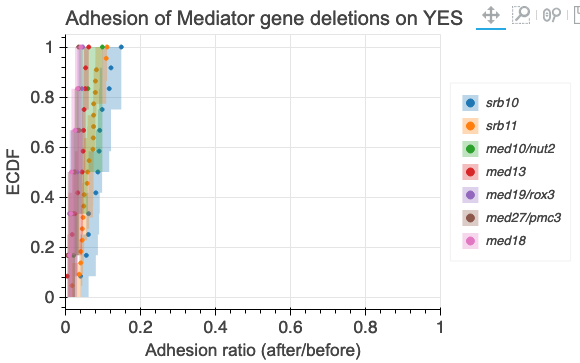 Adhesion of Mediator gene deletions on YES
1
0.8
0.6
0.4
0.2
0
ECDF
0
0.2
0.4
0.6
0.8
1
Adhesion ratio (after/before)
srb10
srb11
med10/nut2
med13
med19/rox3
med27/pmc3
med18